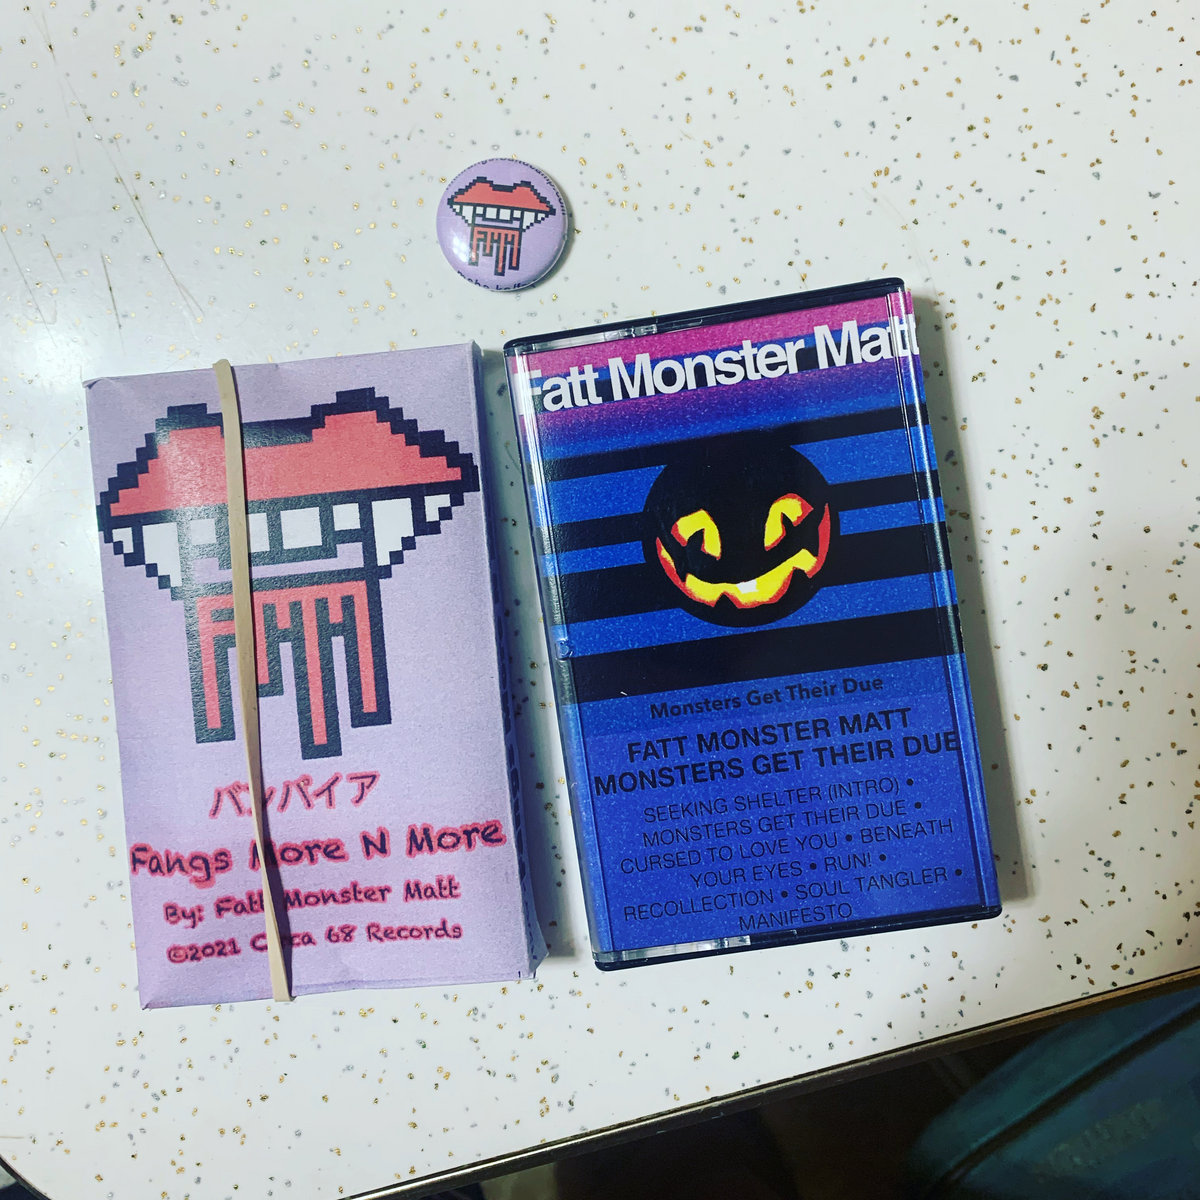 FMM
FMM
バンパイア
Fangs More N More
By: Fatt Monster Matt
©2021 Circa 68 Records
Fatt Monster Matt
Monsters Get Their Due
FATT MONSTER MATT
MONSTERS GET THEIR DUE
SEEKING SHELTER (INTRO) •
MONSTERS GET THEIR DUE •
CURSED TO LOVE YOU • BENEATH
YOUR EYES • RUN! •
RECOLLECTION • SOUL TANGLER •
MANIFESTO